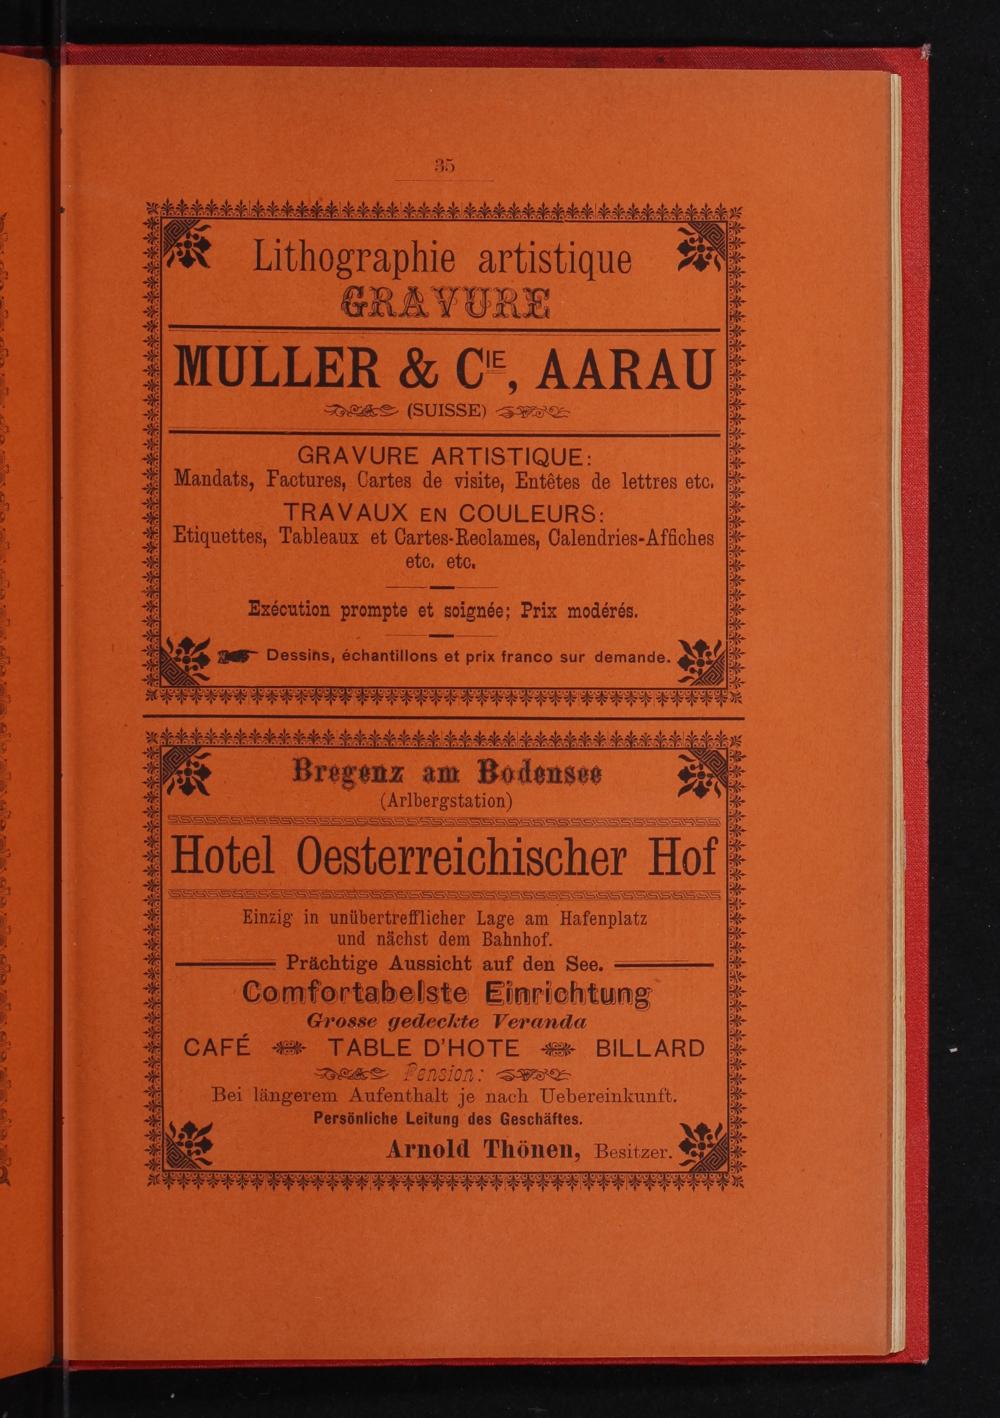 35
Lithographie artistique
GRAVURE
MULLER & CIE, AARAU
(SUISSE)
GRAVURE ARTISTIQUE:
Mandats, Factures, Cartes de visite, Entêtes de lettres etc.
TRAVAUX EN COULEURS:
Etiquettes, Tableaux et Cartes-Reclames, Calendries-Affiches
etc. etc.
Exécution prompte et soignée; Prix modérés.
Dessins, échantillons et prix franco sur demande.
Bregenz am Bodensee
(Arlbergstation)
Hotel Oesterreichischer Hof
Einzig in unübertrefflicher Lage am Hafenplatz
und nächst dem Bahnhof.
Prächtige Aussicht auf den See.
Comfortabelste Einrichtung
Grosse gedeckte Veranda
CAFÉ TABLE D'HOTE BILLARD
Pension:
Bei längerem Aufenthalt je nach Uebereinkunft.
Persönliche Leitung des Geschäftes.
Arnold Thönen, Besitzer.